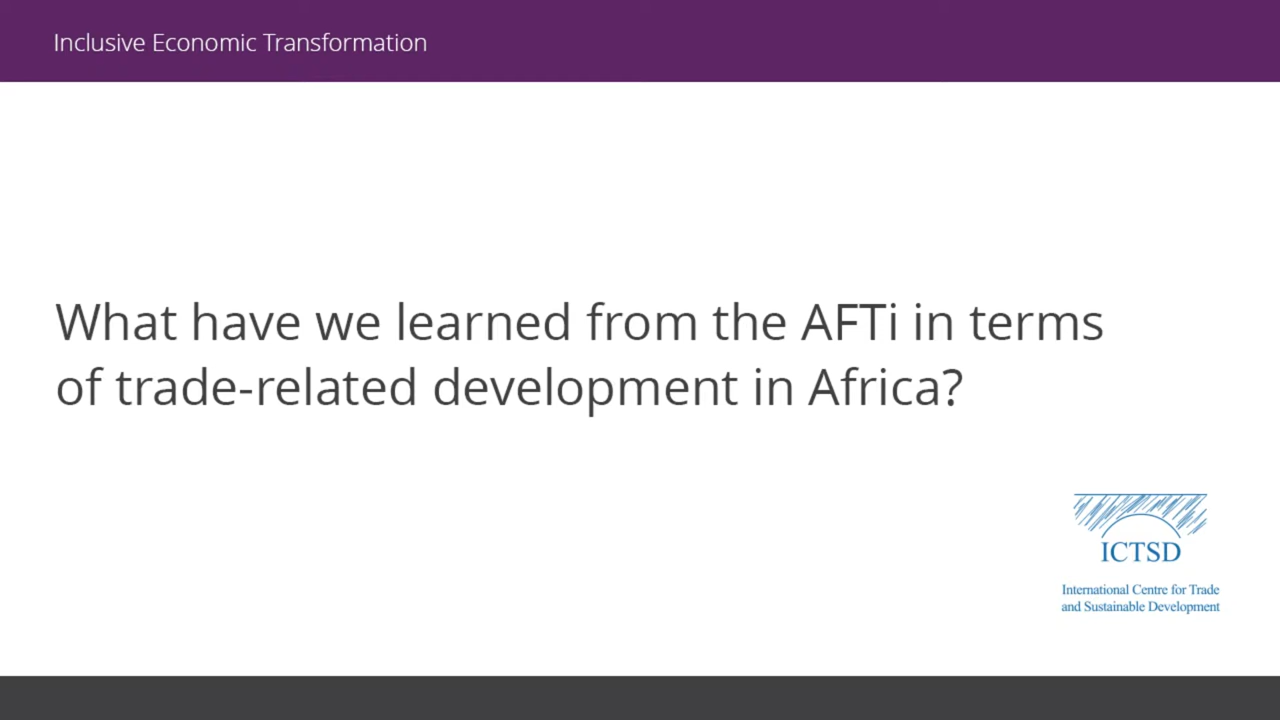 Inclusive Economic Transformation
What have we learned from the AFTi in terms
of trade-related development in Africa?
ICTSD
International Centre for Trade
and Sustainable Development